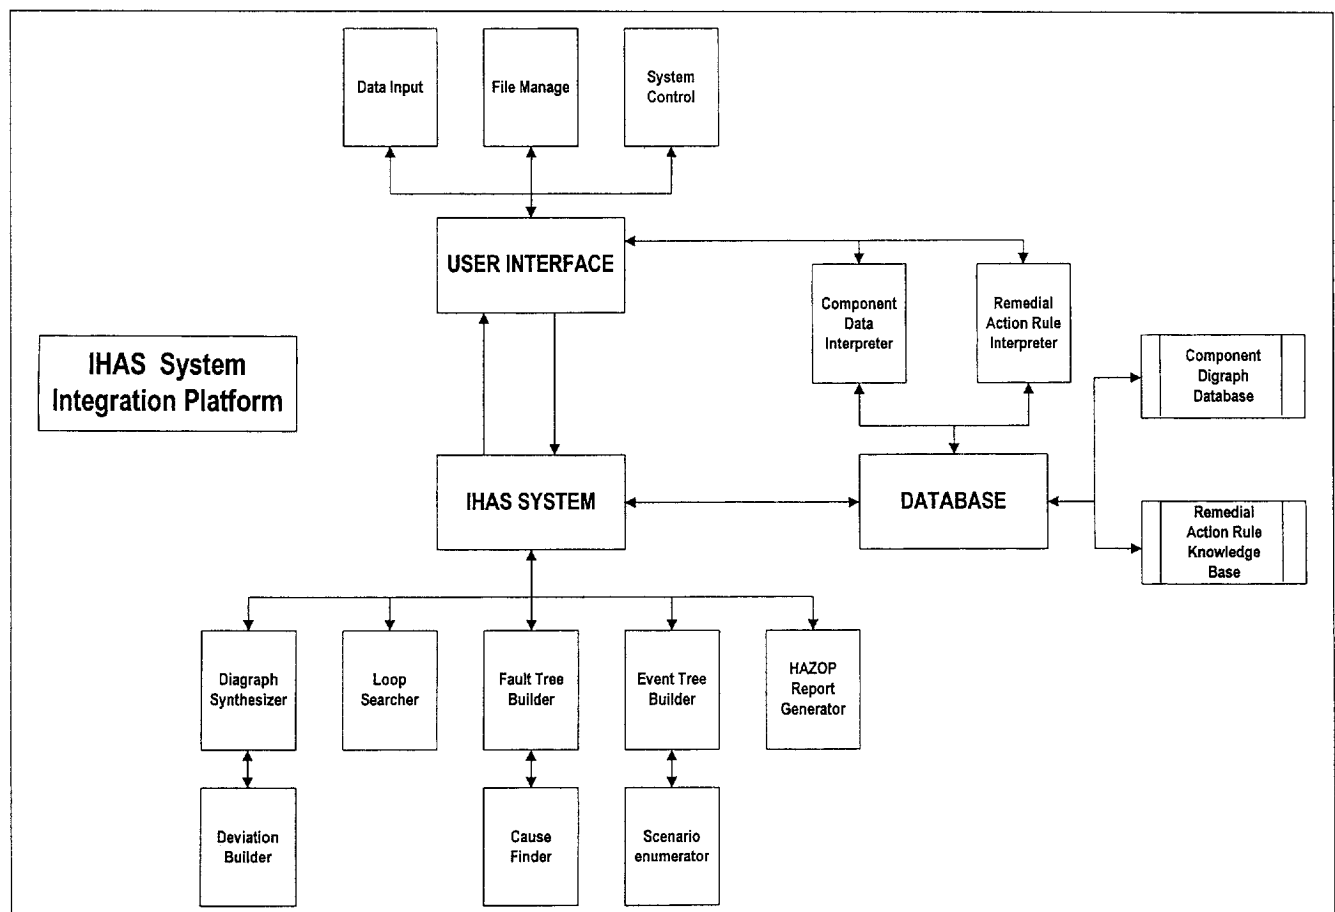 Data Input
File Manage
System
Control
USER INTERFACE
Component
Data
Interpreter
Remedial
Action Rule
Interpreter
IHAS System
Integration Platform
Component
Digraph
Database
IHAS SYSTEM
DATABASE
Remedial
Action Rule
Knowledge
Base
Diagraph
Synthesizer
Loop
Searcher
Fault Tree
Builder
Event Tree
Builder
HAZOP
Report
Generator
Deviation
Builder
Cause
Finder
Scenario
enumerator